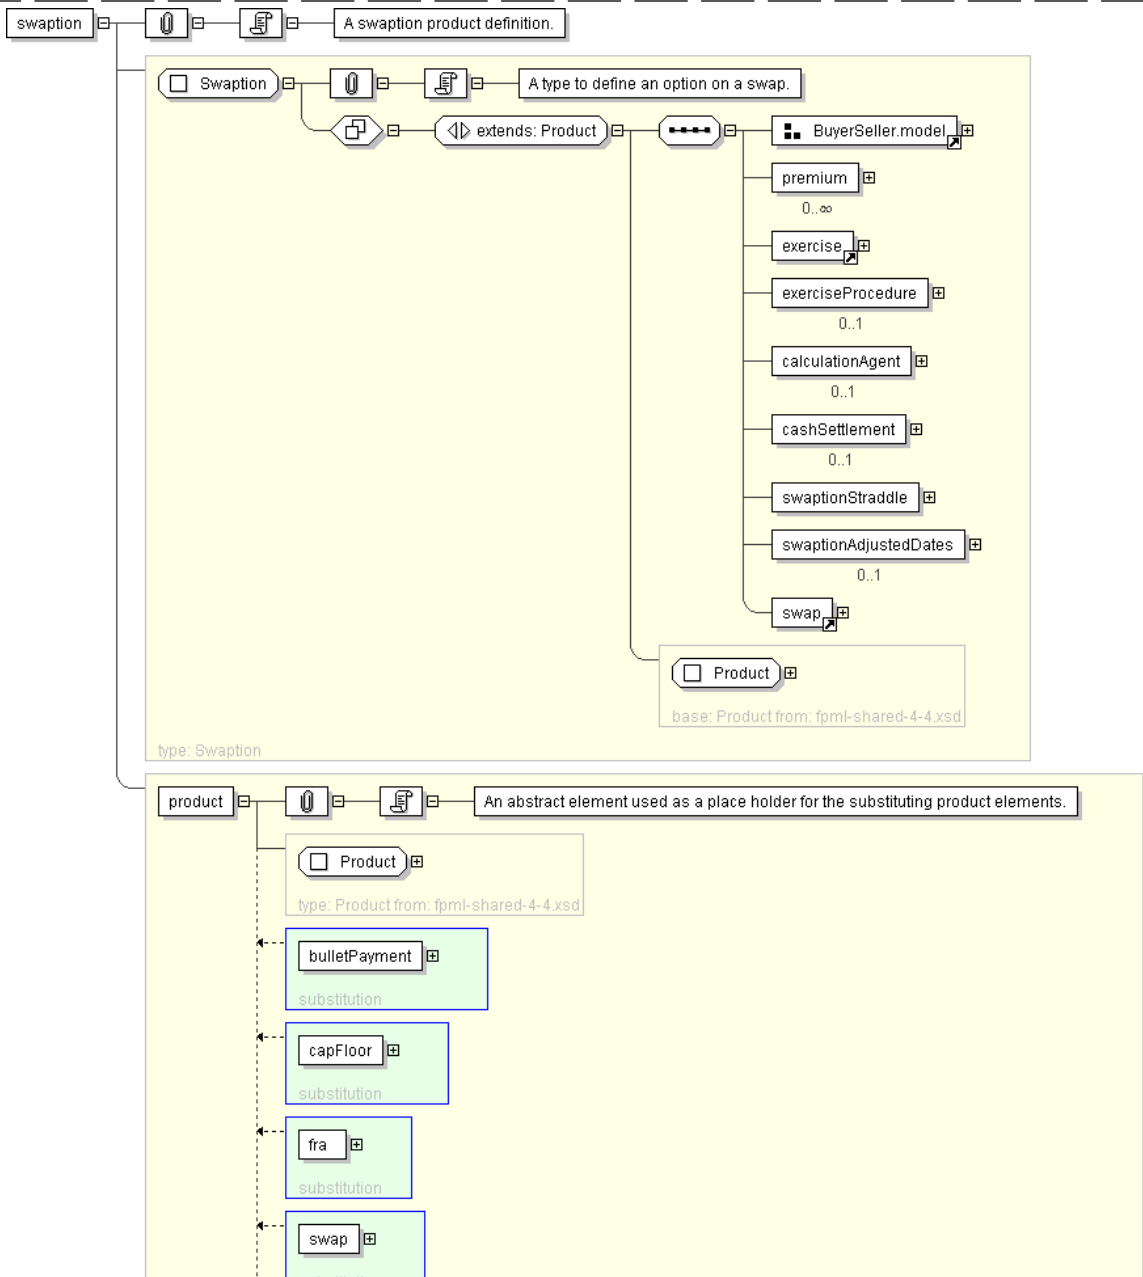 swaption
A swaption product definition.
Swaption
A type to define an option on a swap.
extends: Product
BuyerSeller.model
premium
0..∞
exercise
exerciseProcedure
0..1
calculationAgent
0..1
cashSettlement
0..1
swaptionStraddle
swaptionAdjustedDates
0..1
swap
Product
base: Product from: fpml-shared-4-4.xsd
type: Swaption
product
An abstract element used as a place holder for the substituting product elements.
Product
type: Product from: fpml-shared-4-4.xsd
bulletPayment
substitution
capFloor
substitution
fra
substitution
swap